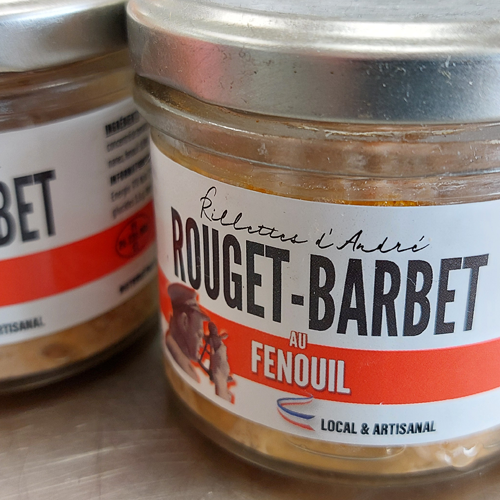 BET
ARTISANAL
Rillettes d'André
ROUGET-BARBET
AU
FENOUIL
LOCAL & ARTISANAL